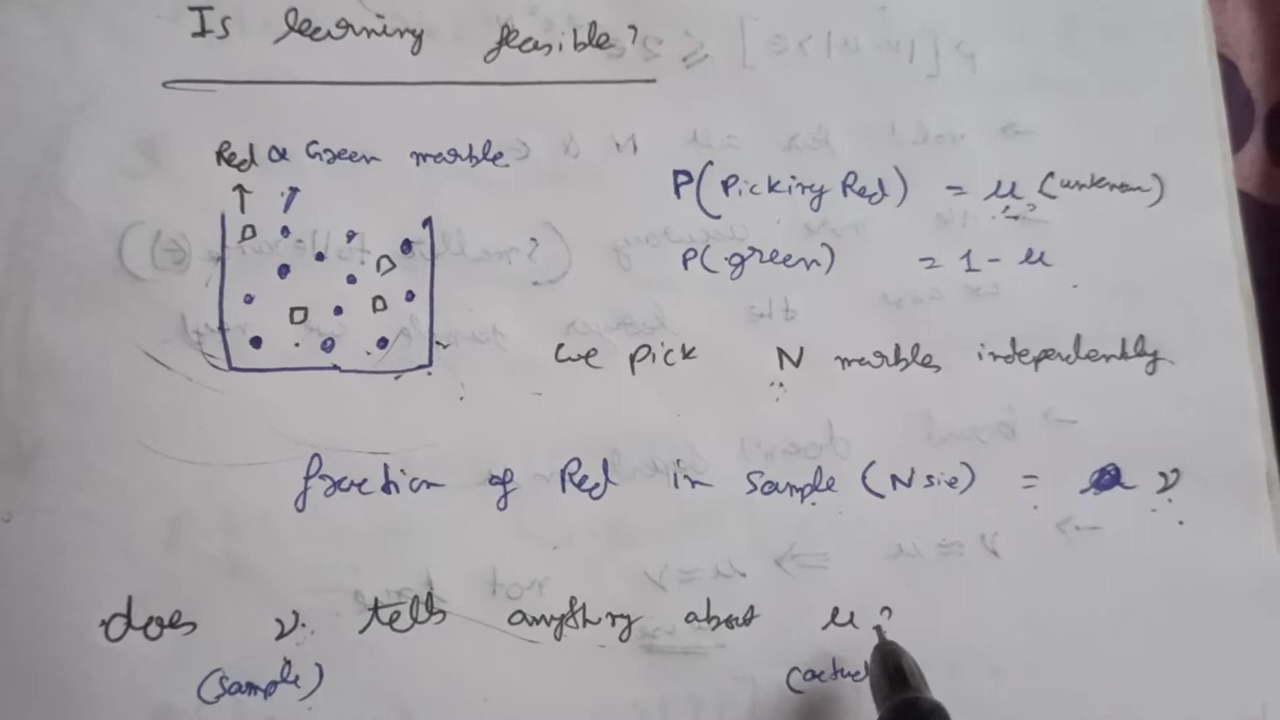 Is learning feasible?
Red & Green marble
P(Picking Red) = μ (unknown)
P(green) = 1 - μ
we pick N marbles independently
fraction of Red in sample (N sie) = ν
does ν tells anything about μ?
(sample)